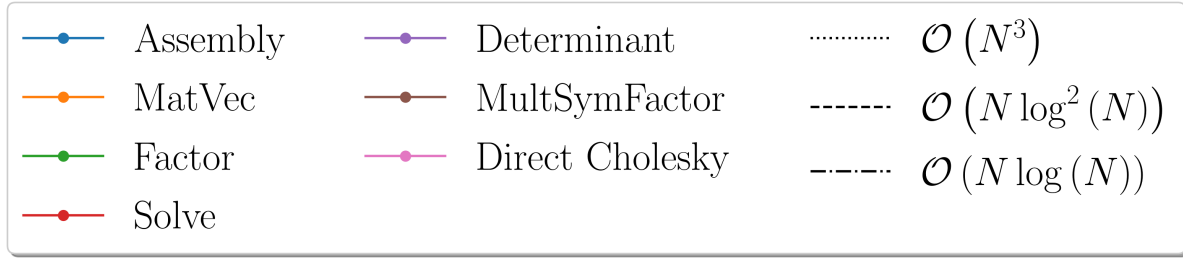 Assembly
MatVec
Factor
Solve
Determinant
MultSymFactor
Direct Cholesky
𝒪 (N³)
𝒪 (N log² (N))
𝒪 (N log (N))